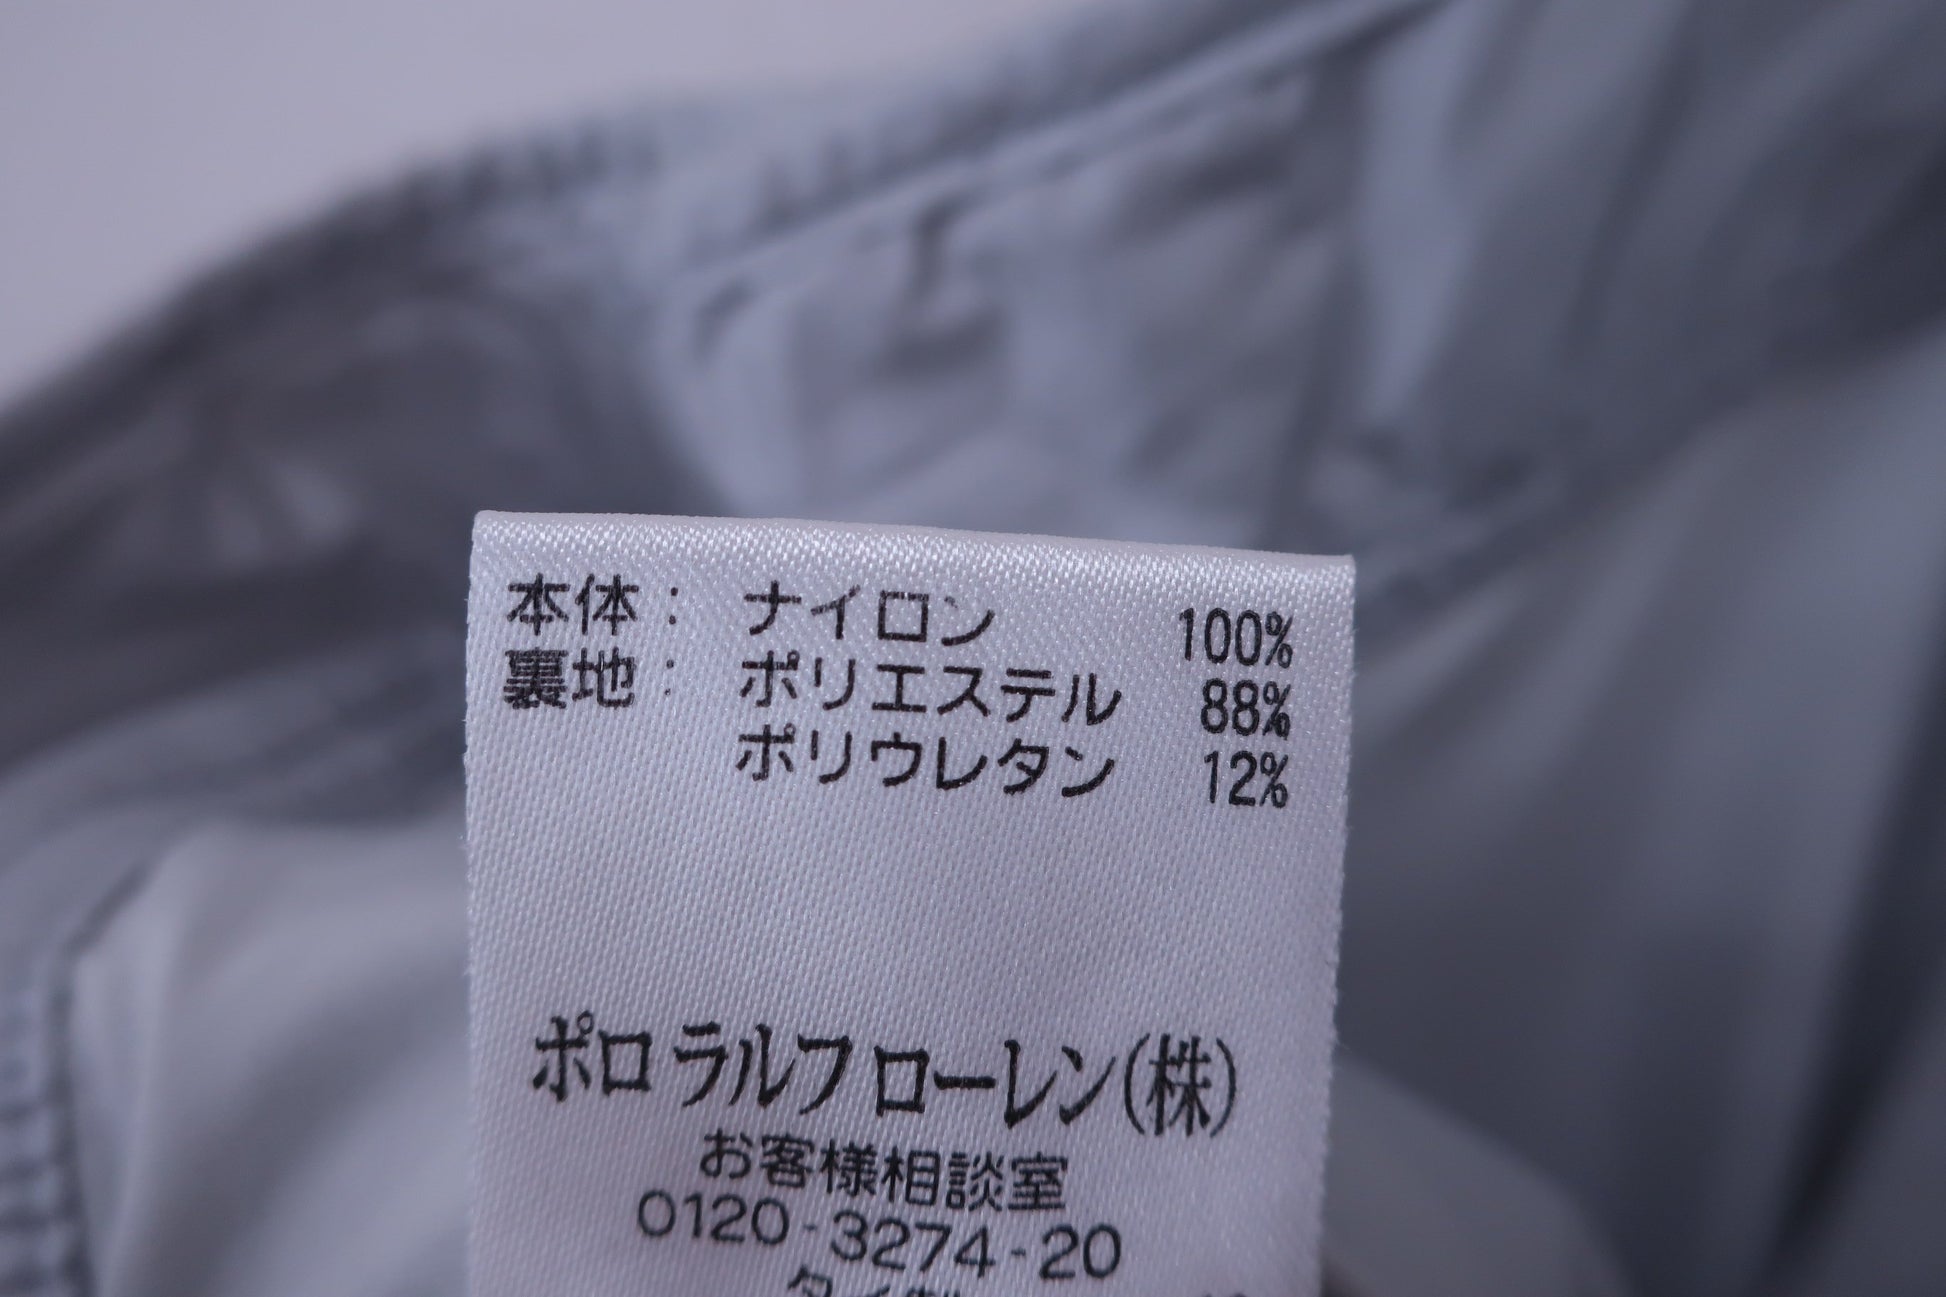 本体： ナイロン 100%
裏地： ポリエステル 88%
ポリウレタン 12%
ポロ ラルフ ローレン(株)
お客様相談室
0120-3274-20